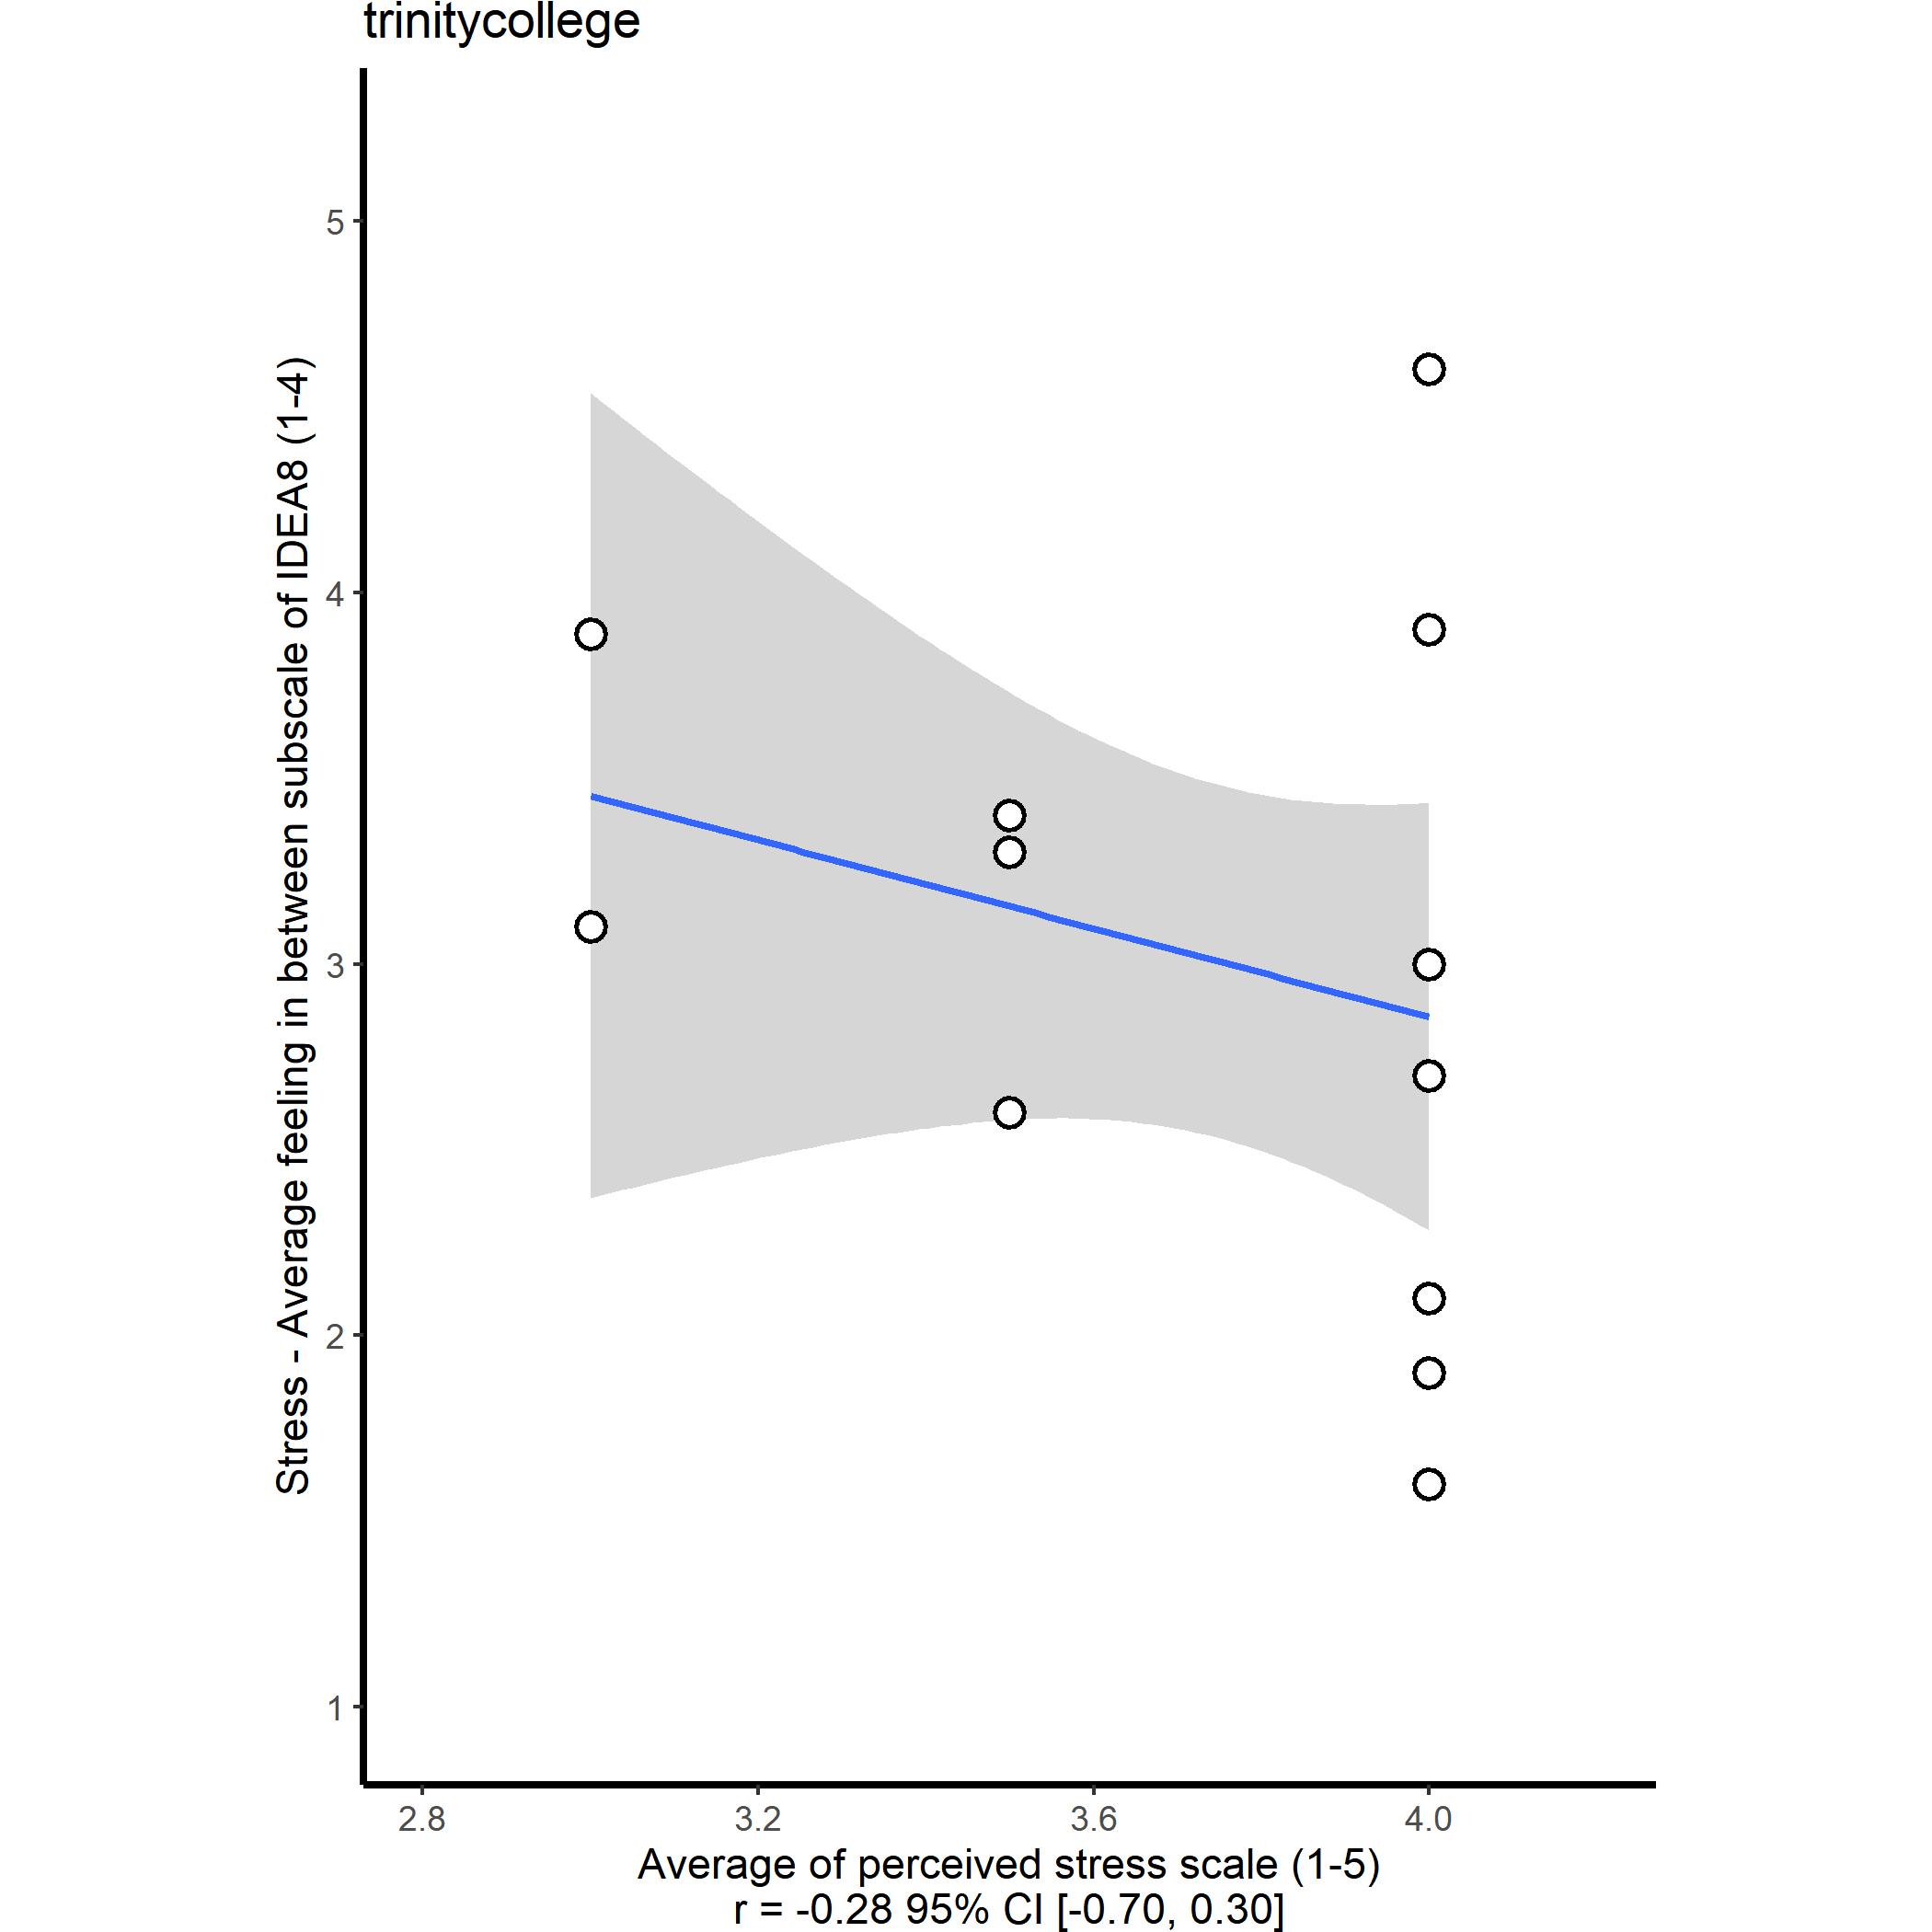 trinitycollege
Stress - Average feeling in between subscale of IDEA8 (1-4)
5
4
3
2
1
2.8
3.2
3.6
4.0
Average of perceived stress scale (1-5)
r = -0.28 95% CI [-0.70, 0.30]